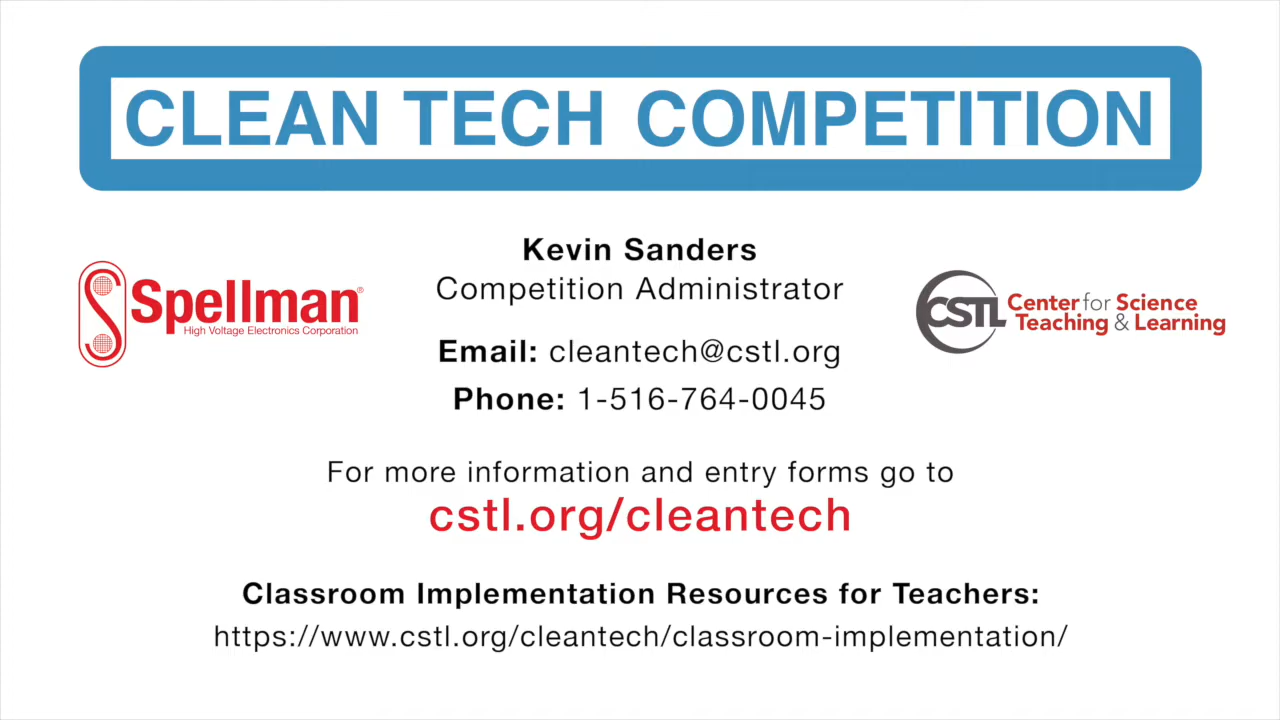 CLEAN TECH COMPETITION
Kevin Sanders
Competition Administrator
Spellman®
High Voltage Electronics Corporation
CSTL Center for Science
Teaching & Learning
Email: cleantech@cstl.org
Phone: 1-516-764-0045
For more information and entry forms go to
cstl.org/cleantech
Classroom Implementation Resources for Teachers:
https://www.cstl.org/cleantech/classroom-implementation/